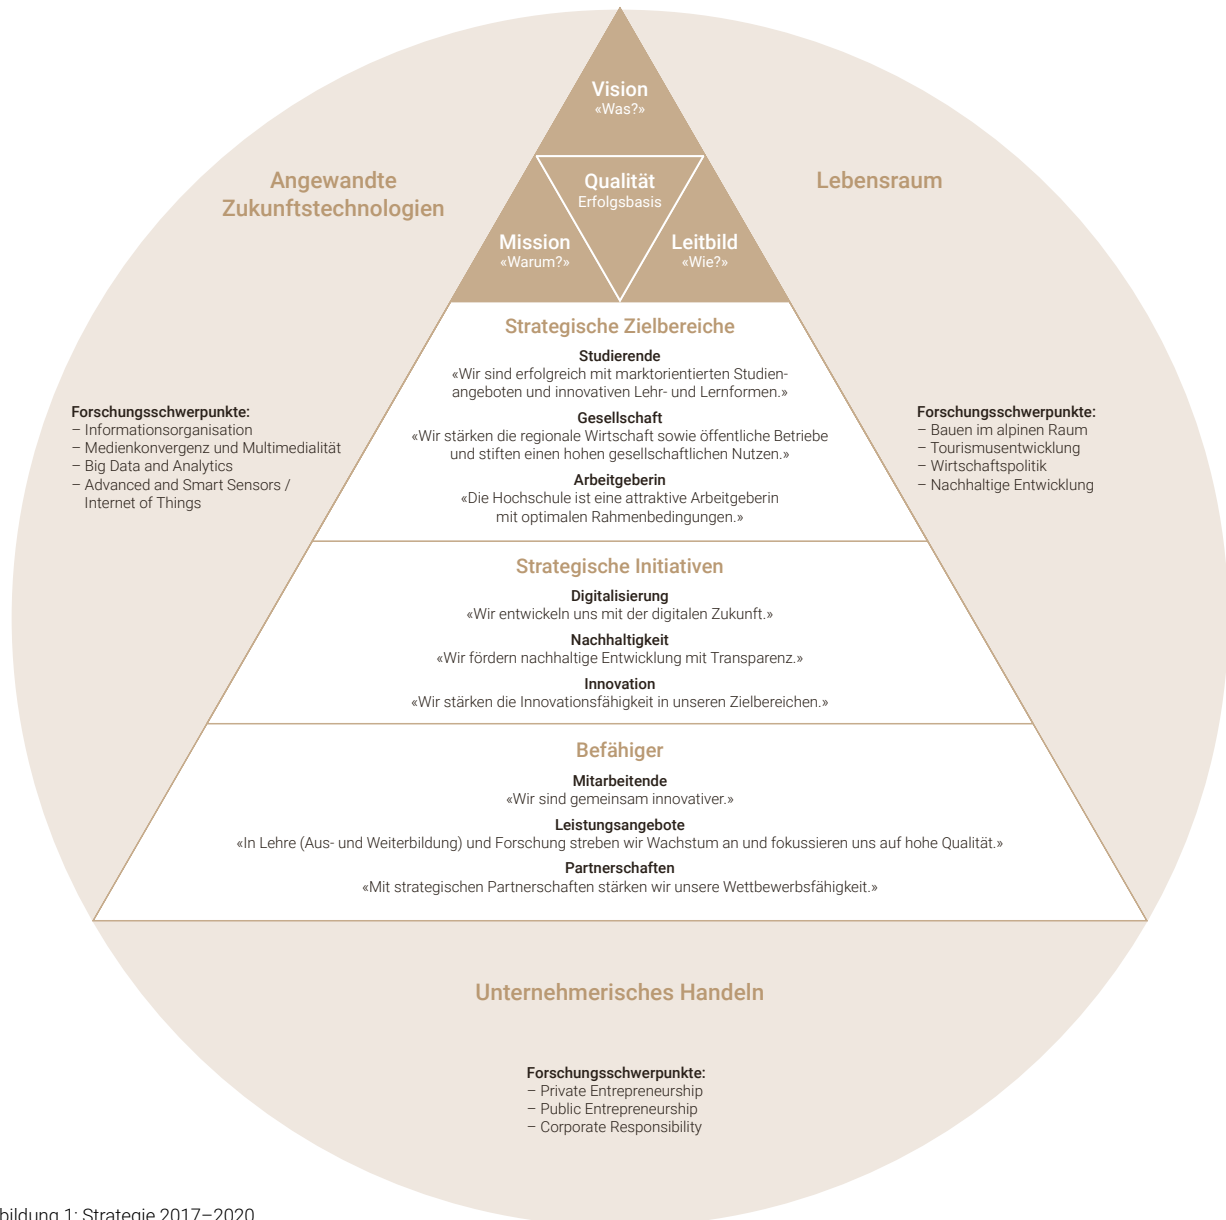 Vision
«Was?»
Angewandte
Zukunftstechnologien
Qualität
Erfolgsbasis
Lebensraum
Mission
«Warum?»
Leitbild
«Wie?»
Strategische Zielbereiche
Studierende
«Wir sind erfolgreich mit marktorientierten Studien-
angeboten und innovativen Lehr- und Lernformen.»
Gesellschaft
«Wir stärken die regionale Wirtschaft sowie öffentliche Betriebe
und stiften einen hohen gesellschaftlichen Nutzen.»
Arbeitgeberin
«Die Hochschule ist eine attraktive Arbeitgeberin
mit optimalen Rahmenbedingungen.»
Forschungsschwerpunkte:
– Informationsorganisation
– Medienkonvergenz und Multimedialität
– Big Data and Analytics
– Advanced and Smart Sensors /
Internet of Things
Forschungsschwerpunkte:
– Bauen im alpinen Raum
– Tourismusentwicklung
– Wirtschaftspolitik
– Nachhaltige Entwicklung
Strategische Initiativen
Digitalisierung
«Wir entwickeln uns mit der digitalen Zukunft.»
Nachhaltigkeit
«Wir fördern nachhaltige Entwicklung mit Transparenz.»
Innovation
«Wir stärken die Innovationsfähigkeit in unseren Zielbereichen.»
Befähiger
Mitarbeitende
«Wir sind gemeinsam innovativer.»
Leistungsangebote
«In Lehre (Aus- und Weiterbildung) und Forschung streben wir Wachstum an und fokussieren uns auf hohe Qualität.»
Partnerschaften
«Mit strategischen Partnerschaften stärken wir unsere Wettbewerbsfähigkeit.»
Unternehmerisches Handeln
Forschungsschwerpunkte:
– Private Entrepreneurship
– Public Entrepreneurship
– Corporate Responsibility
bildung 1: Strategie 2017–2020